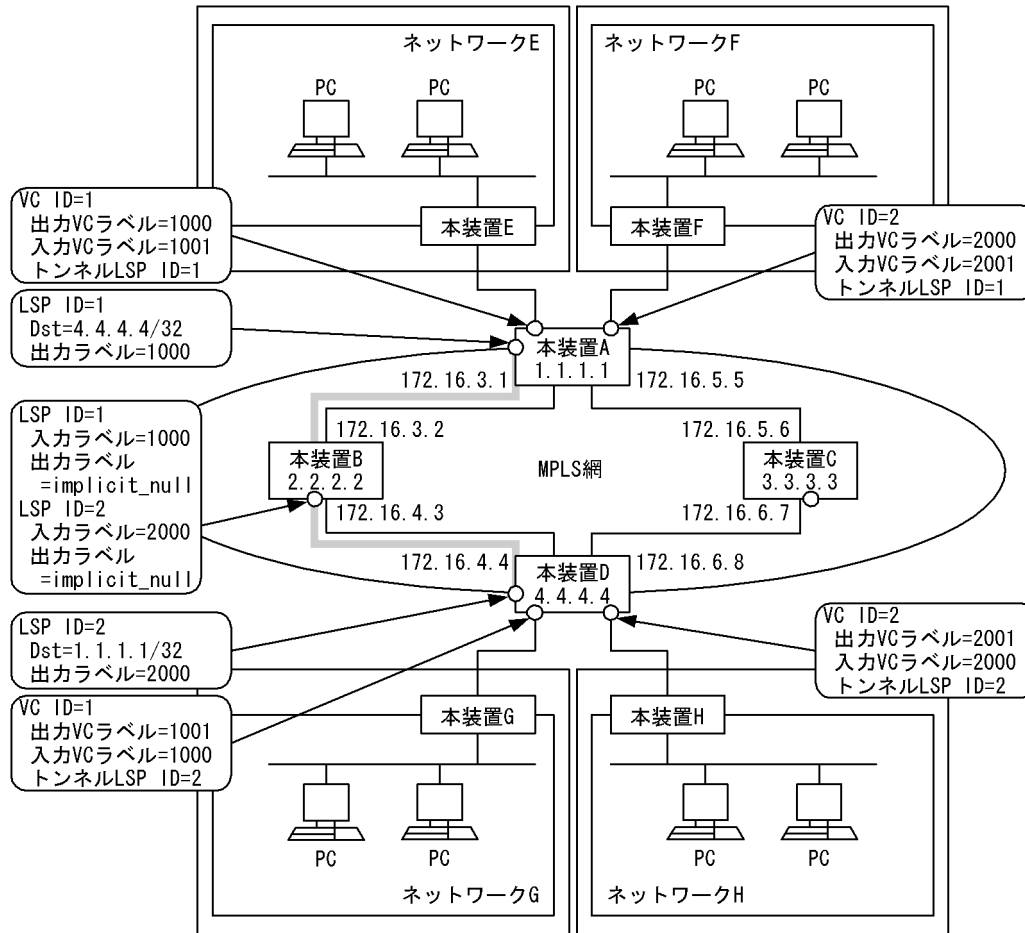 ネットワークE
ネットワークF
PC
PC
PC
PC
VC ID=1
出力VCラベル=1000
入力VCラベル=1001
トンネルLSP ID=1
本装置E
本装置F
VC ID=2
出力VCラベル=2000
入力VCラベル=2001
トンネルLSP ID=1
LSP ID=1
Dst=4.4.4.4/32
出力ラベル=1000
本装置A
1.1.1.1
172.16.3.1
172.16.5.5
LSP ID=1
入力ラベル=1000
出力ラベル
=implicit_null
LSP ID=2
入力ラベル=2000
出力ラベル
=implicit_null
172.16.3.2
172.16.5.6
本装置B
2.2.2.2
MPLS網
本装置C
3.3.3.3
172.16.4.3
172.16.6.7
172.16.4.4
172.16.6.8
本装置D
4.4.4.4
LSP ID=2
Dst=1.1.1.1/32
出力ラベル=2000
VC ID=2
出力VCラベル=2001
入力VCラベル=2000
トンネルLSP ID=2
VC ID=1
出力VCラベル=1001
入力VCラベル=1000
トンネルLSP ID=2
本装置G
本装置H
PC
PC
PC
PC
ネットワークG
ネットワークH